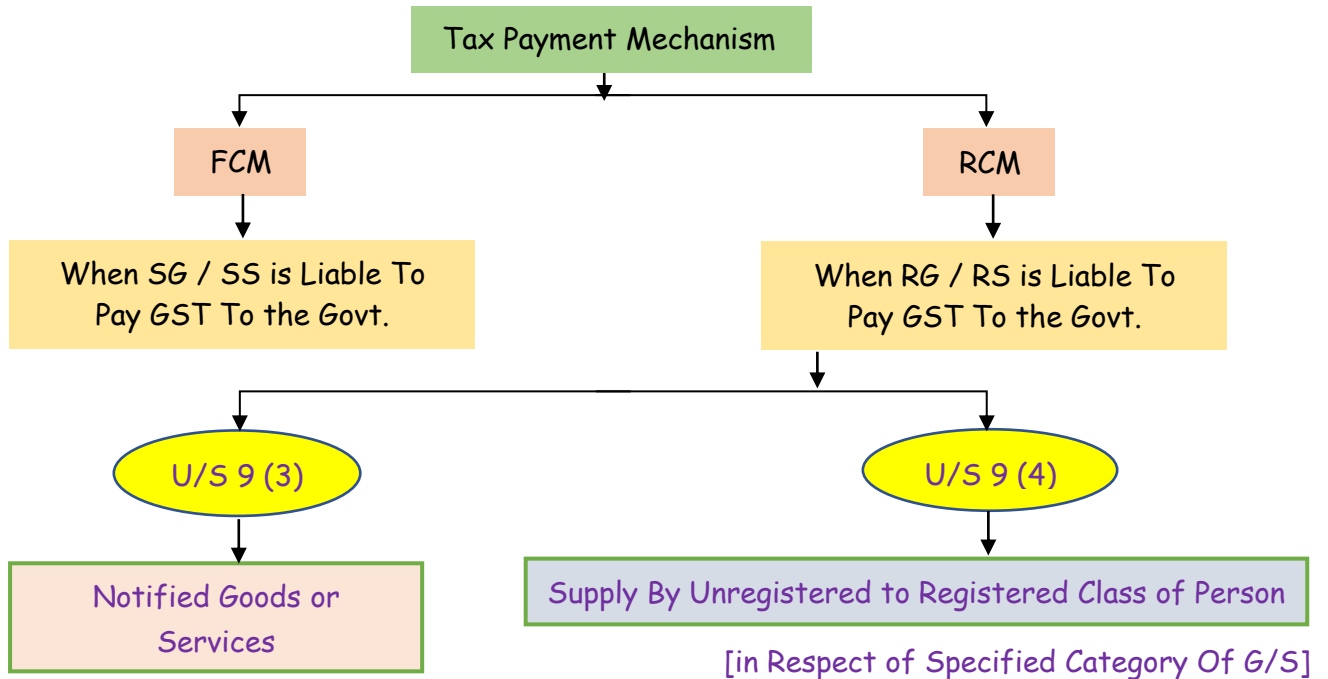 Tax Payment Mechanism
FCM
RCM
When SG / SS is Liable To
Pay GST To the Govt.
When RG / RS is Liable To
Pay GST To the Govt.
U/S 9 (3)
U/S 9 (4)
Notified Goods or
Services
Supply By Unregistered to Registered Class of Person
[in Respect of Specified Category Of G/S]